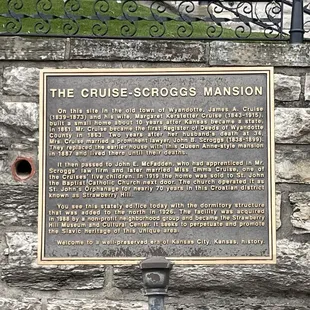 THE CRUISE-SCROGGS MANSION
On this site in the old town of Wyandotte, James A. Cruise
(1839-1873) and his wife, Margaret Kerstetter Cruise (1843-1915),
built a small home about 10 years after Kansas became a state
in 1861. Mr. Cruise became the first Register of Deeds of Wyandotte
County in 1863. Two years after her husband's death at 34,
Mrs. Cruise married a prominent lawyer, John B. Scroggs (1838-1899).
They replaced the earlier house with this Queen Anne-style mansion
in 1887 and lived there until their deaths.
It then passed to John E. McFadden, who had apprenticed in Mr.
Scroggs' law firm and later married Miss Emma Cruise, one of
the Cruises' five children. In 1919 the home was sold to St. John
the Baptist Catholic Church next door, which operated it as
St. John's Orphanage for nearly 70 years in this Croatian district
known as Strawberry Hill.
You see this stately edifice today with the dormitory structure
that was added to the north in 1926. The facility was acquired
in 1988 by a non-profit neighborhood group and became the Strawberry
Hill Museum and Cultural Center. It seeks to perpetuate and promote
the Slavic heritage of this unique area.
Welcome to a well-preserved era of Kansas City, Kansas, history.